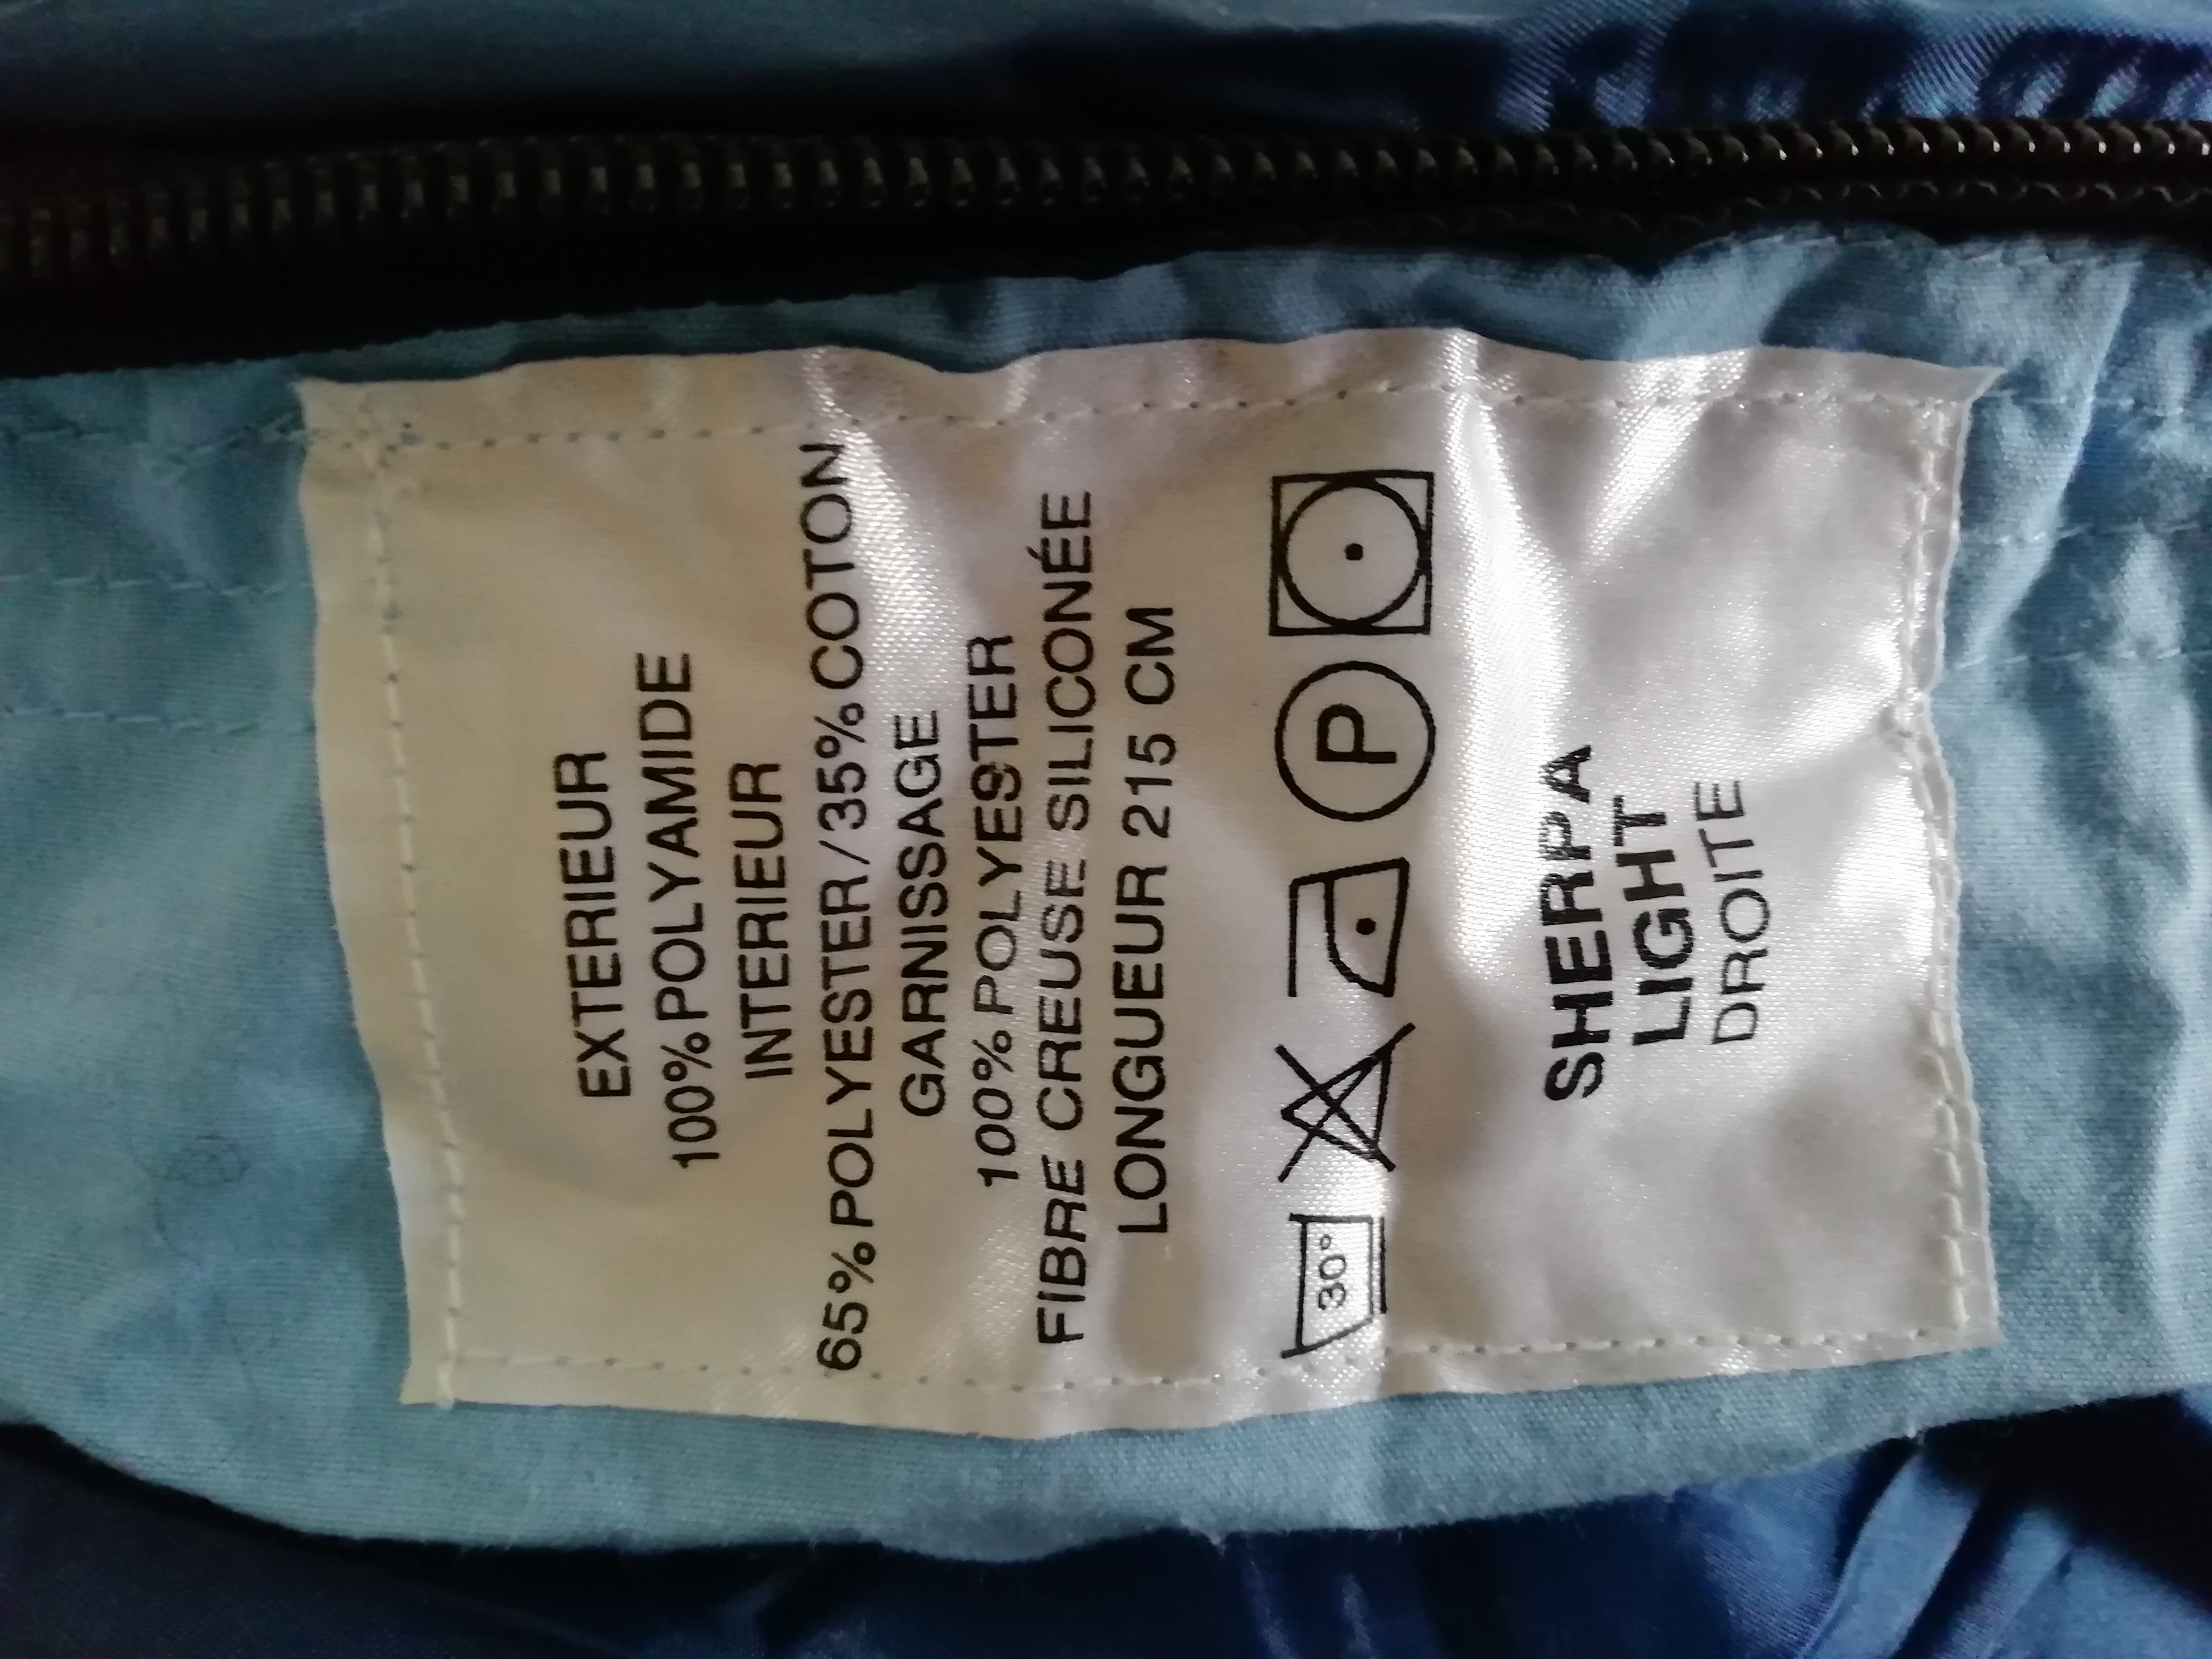 EXTERIEUR
100% POLYAMIDE
INTERIEUR
65% POLYESTER/35% COTON
GARNISSAGE
100% POLYESTER
FIBRE CREUSE SILICONÉE
LONGUEUR 215 CM
30° P
SHERPA
LIGHT
DROITE